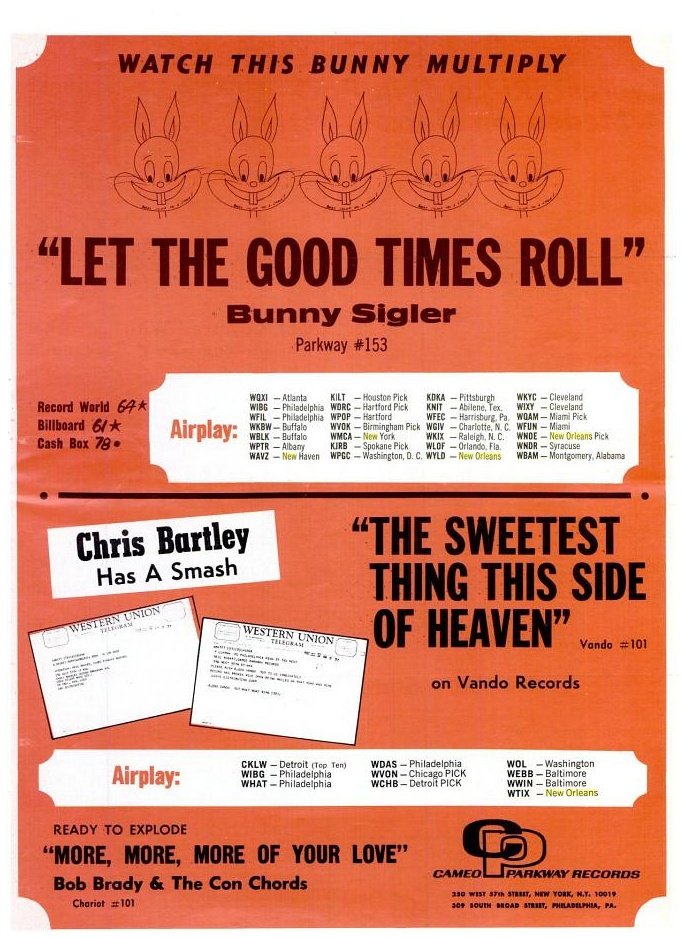 WATCH THIS BUNNY MULTIPLY
“LET THE GOOD TIMES ROLL”
Bunny Sigler
Parkway #153
Record World 64★
Billboard 61★
Cash Box 78●
Airplay:
WQXI — Atlanta
WIBG — Philadelphia
WFIL — Philadelphia
WKBW — Buffalo
WBLK — Buffalo
WPTR — Albany
WAVZ — New Haven
KILT — Houston Pick
WDRC — Hartford Pick
WPOP — Hartford
WVOK — Birmingham Pick
WMCA — New York
KJRB — Spokane Pick
WPGC — Washington, D. C.
KDKA — Pittsburgh
KNIT — Abilene, Tex.
WFEC — Harrisburg, Pa.
WGIV — Charlotte, N. C.
WKIX — Raleigh, N. C.
WLOF — Orlando, Fla.
WYLD — New Orleans
WKYC — Cleveland
WIXY — Cleveland
WQAM — Miami Pick
WFUN — Miami
WNOE — New Orleans Pick
WNDR — Syracuse
WBAM — Montgomery, Alabama
Chris Bartley
Has A Smash
“THE SWEETEST
THING THIS SIDE
OF HEAVEN”
Vando #101
on Vando Records
WESTERN UNION
TELEGRAM
WESTERN UNION
TELEGRAM
Airplay:
CKLW — Detroit (Top Ten)
WIBG — Philadelphia
WHAT — Philadelphia
WDAS — Philadelphia
WVON — Chicago PICK
WCHB — Detroit PICK
WOL — Washington
WEBB — Baltimore
WWIN — Baltimore
WTIX — New Orleans
READY TO EXPLODE
“MORE, MORE, MORE OF YOUR LOVE”
Bob Brady & The Con Chords
Chariot #101
CAMEO PARKWAY RECORDS
250 WEST 57th STREET, NEW YORK, N.Y. 10019
309 SOUTH BROAD STREET, PHILADELPHIA, PA.